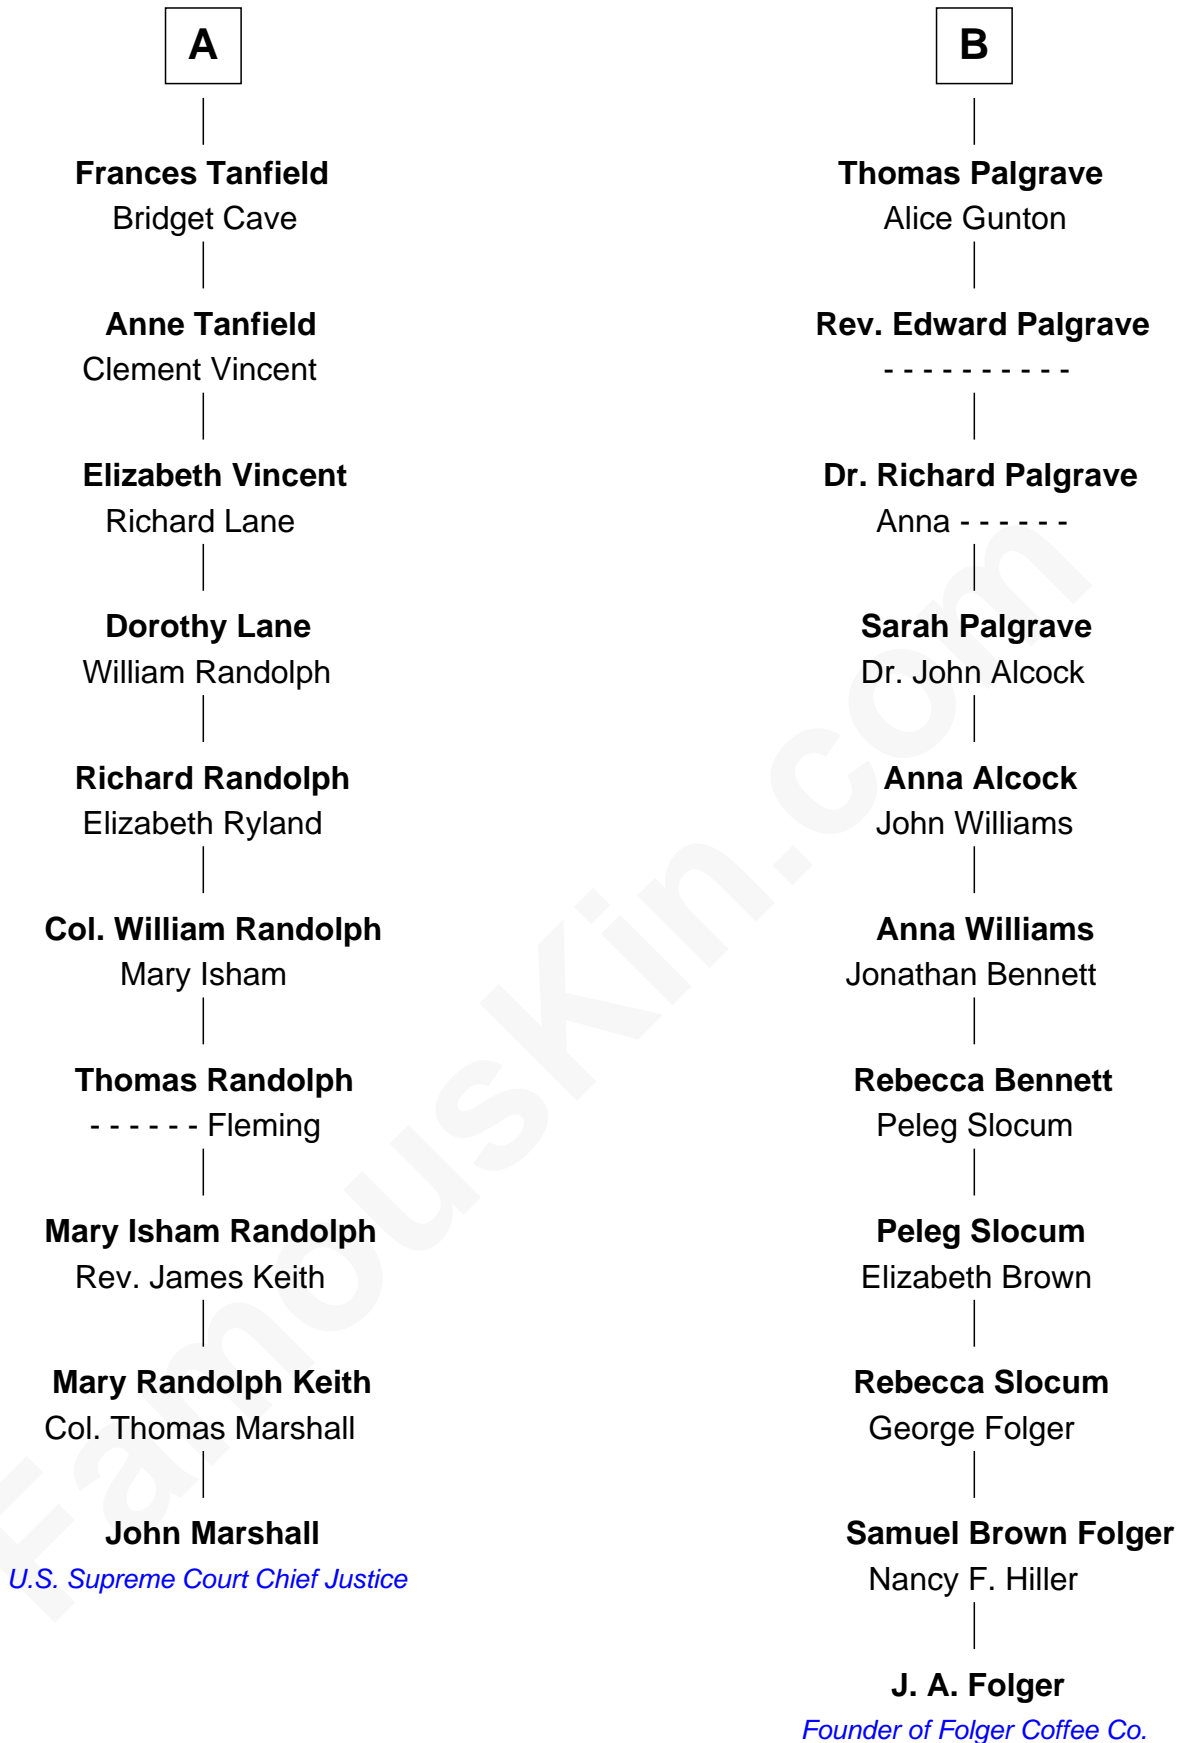 A
Frances Tanfield
Bridget Cave
Anne Tanfield
Clement Vincent
Elizabeth Vincent
Richard Lane
Dorothy Lane
William Randolph
Richard Randolph
Elizabeth Ryland
Col. William Randolph
Mary Isham
Thomas Randolph
- - - - - - Fleming
Mary Isham Randolph
Rev. James Keith
Mary Randolph Keith
Col. Thomas Marshall
John Marshall
U.S. Supreme Court Chief Justice
B
Thomas Palgrave
Alice Gunton
Rev. Edward Palgrave
- - - - - - - - - -
Dr. Richard Palgrave
Anna - - - - - -
Sarah Palgrave
Dr. John Alcock
Anna Alcock
John Williams
Anna Williams
Jonathan Bennett
Rebecca Bennett
Peleg Slocum
Peleg Slocum
Elizabeth Brown
Rebecca Slocum
George Folger
Samuel Brown Folger
Nancy F. Hiller
J. A. Folger
Founder of Folger Coffee Co.
FamousKin.com